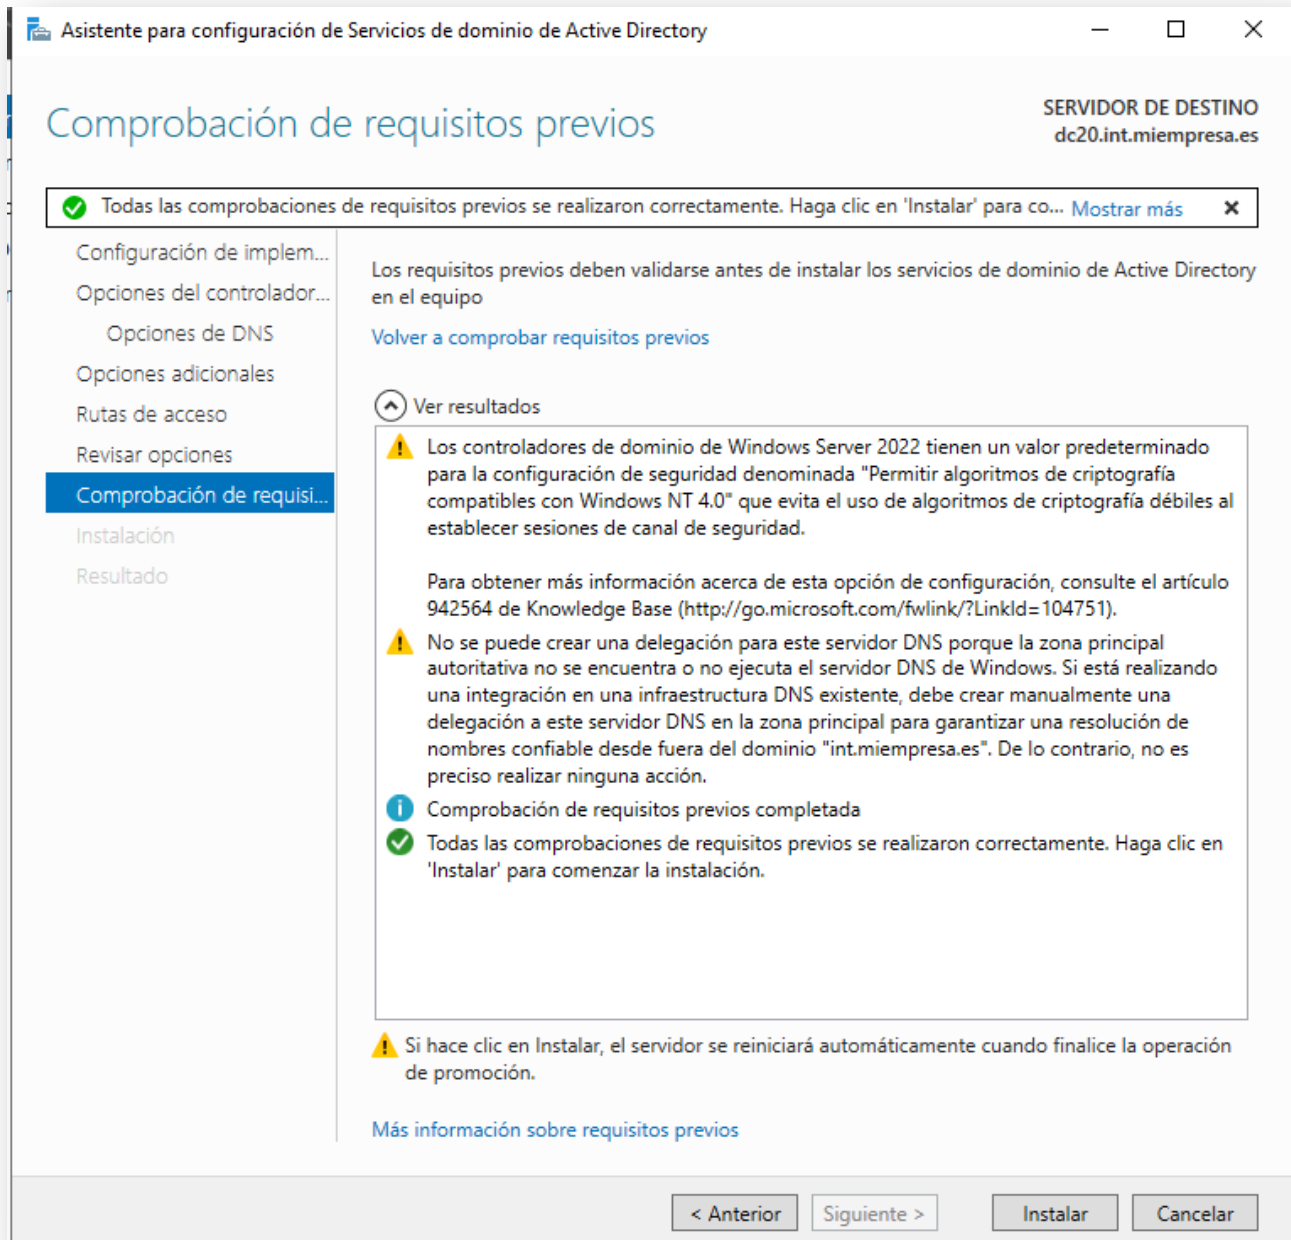 Asistente para configuración de Servicios de dominio de Active Directory
Comprobación de requisitos previos
SERVIDOR DE DESTINO
dc20.int.miempresa.es
Todas las comprobaciones de requisitos previos se realizaron correctamente. Haga clic en 'Instalar' para co... Mostrar más
Configuración de implem...
Opciones del controlador...
Opciones de DNS
Opciones adicionales
Rutas de acceso
Revisar opciones
Comprobación de requisi...
Instalación
Resultado
Los requisitos previos deben validarse antes de instalar los servicios de dominio de Active Directory
en el equipo
Volver a comprobar requisitos previos
Ver resultados
Los controladores de dominio de Windows Server 2022 tienen un valor predeterminado
para la configuración de seguridad denominada "Permitir algoritmos de criptografía
compatibles con Windows NT 4.0" que evita el uso de algoritmos de criptografía débiles al
establecer sesiones de canal de seguridad.
Para obtener más información acerca de esta opción de configuración, consulte el artículo
942564 de Knowledge Base (http://go.microsoft.com/fwlink/?LinkId=104751).
No se puede crear una delegación para este servidor DNS porque la zona principal
autoritativa no se encuentra o no ejecuta el servidor DNS de Windows. Si está realizando
una integración en una infraestructura DNS existente, debe crear manualmente una
delegación a este servidor DNS en la zona principal para garantizar una resolución de
nombres confiable desde fuera del dominio "int.miempresa.es". De lo contrario, no es
preciso realizar ninguna acción.
Comprobación de requisitos previos completada
Todas las comprobaciones de requisitos previos se realizaron correctamente. Haga clic en
'Instalar' para comenzar la instalación.
Si hace clic en Instalar, el servidor se reiniciará automáticamente cuando finalice la operación
de promoción.
Más información sobre requisitos previos
< Anterior
Siguiente >
Instalar
Cancelar